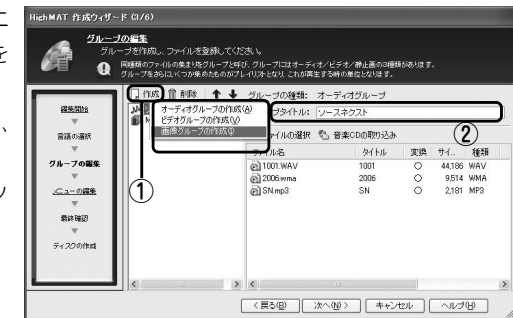 HighMAT 作成ウィザード (3/6)
グループの編集
グループを作成し、ファイルを登録してください。
同種類のファイルの集まりをグループと呼び、グループにはオーディオ/ビデオ/静止画の3種類があります。
グループをさらにいくつか集めたものがプレイリストとなり、これが再生する時の単位となります。
編集開始
言語の選択
グループの編集
メニューの編集
最終確認
ディスクの作成
作成 削除
オーディオグループの作成(A)
ビデオグループの作成(V)
画像グループの作成(I)
①
グループの種類: オーディオグループ
プタイトル: ソースネクスト
②
イルの選択 音楽CDの取り込み
ファイル名 タイトル 変換 サイ... 種類
1001.WAV 1001 ○ 44,186 WAV
2006.wma 2006 ○ 9,514 WMA
SN.mp3 SN ○ 2,181 MP3
< 戻る(B) 次へ(N) > キャンセル ヘルプ(H)